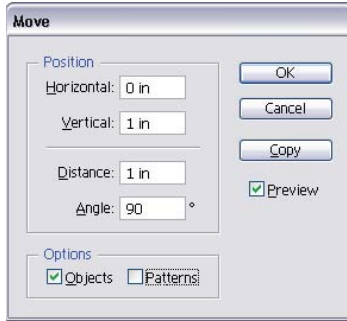 Move
Position
Horizontal: 0 in
Vertical: 1 in
Distance: 1 in
Angle: 90 °
OK
Cancel
Copy
Preview
Options
Objects Patterns